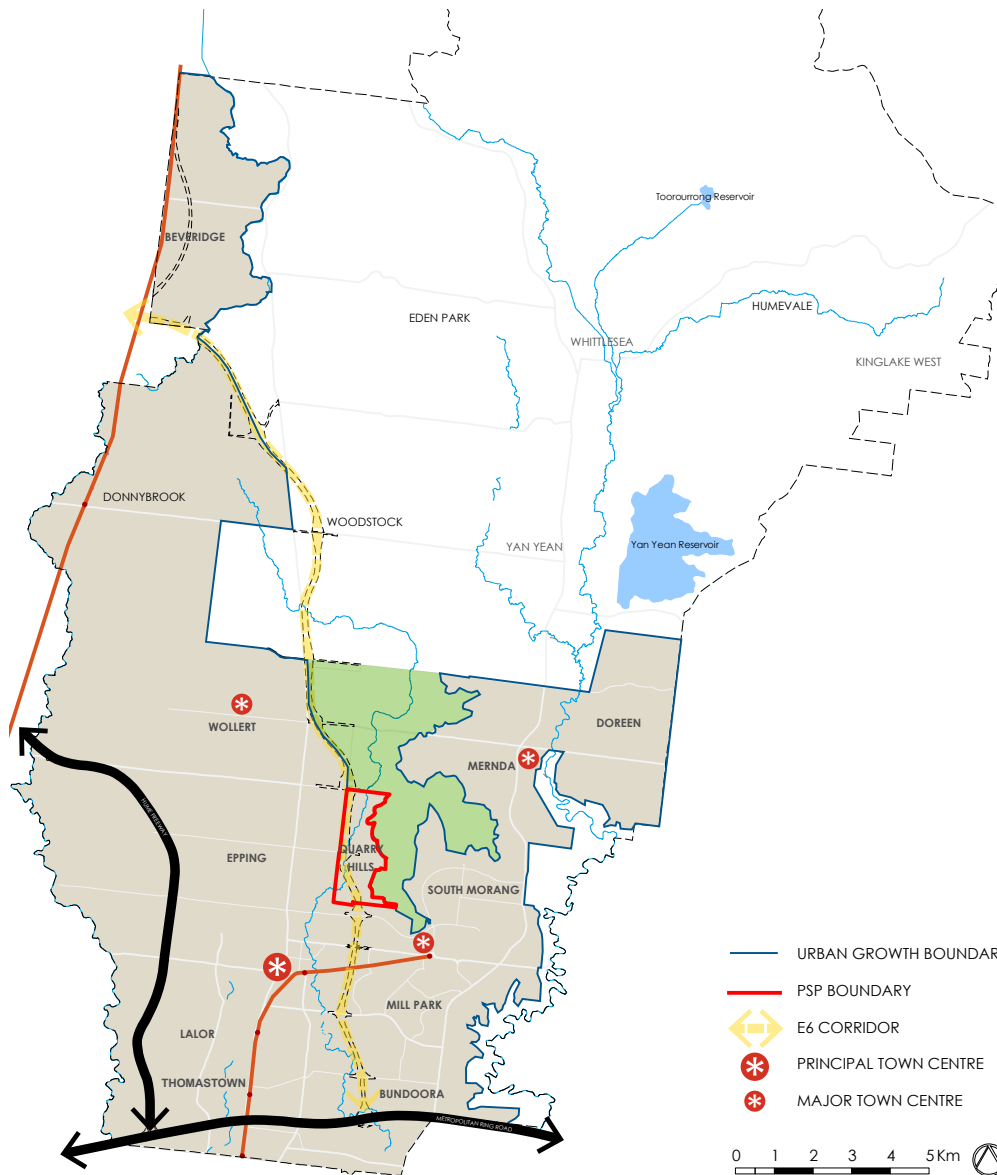 Toorourrong Reservoir
BEVERIDGE
HUMEVALE
EDEN PARK
WHITTLESEA
KINGLAKE WEST
DONNYBROOK
WOODSTOCK
YAN YEAN
Yan Yean Reservoir
DOREEN
WOLLERT
MERNDA
HUME FREEWAY
QUARRY
HILLS
EPPING
SOUTH MORANG
MILL PARK
LALOR
THOMASTOWN
BUNDOORA
METROPOLITAN RING ROAD
URBAN GROWTH BOUNDAR
PSP BOUNDARY
E6 CORRIDOR
PRINCIPAL TOWN CENTRE
MAJOR TOWN CENTRE
0 1 2 3 4 5 Km